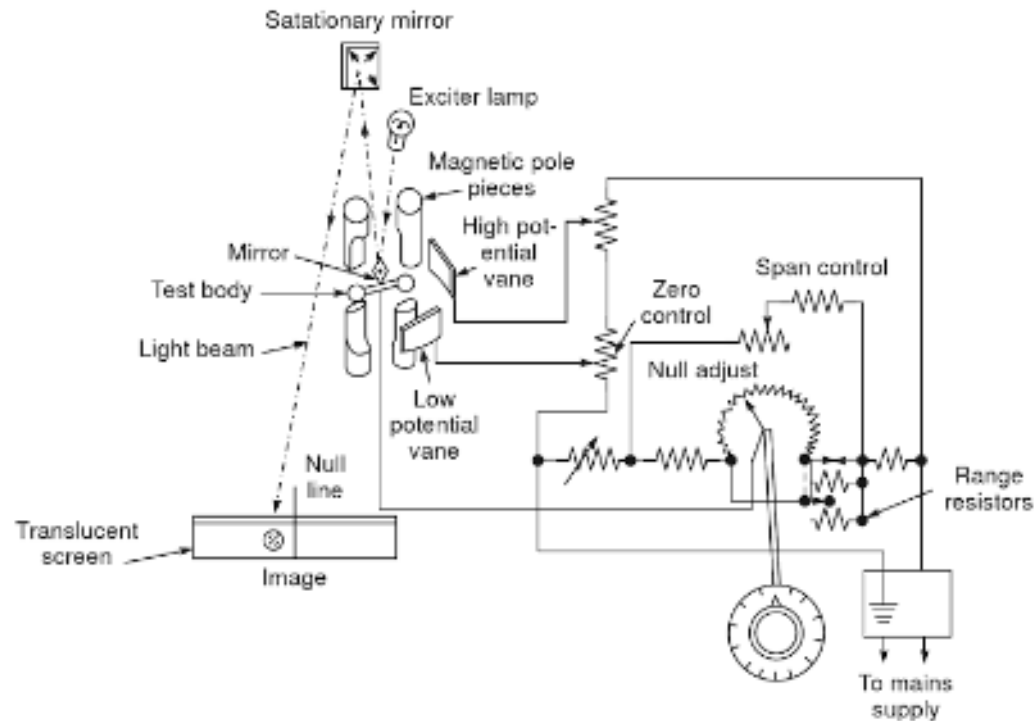 Satationary mirror
Exciter lamp
Magnetic pole
pieces
High pot-
ential
vane
Mirror
Test body
Span control
Zero
control
Light beam
Null adjust
Low
potential
vane
Null
line
Range
resistors
Translucent
screen
Image
To mains
supply